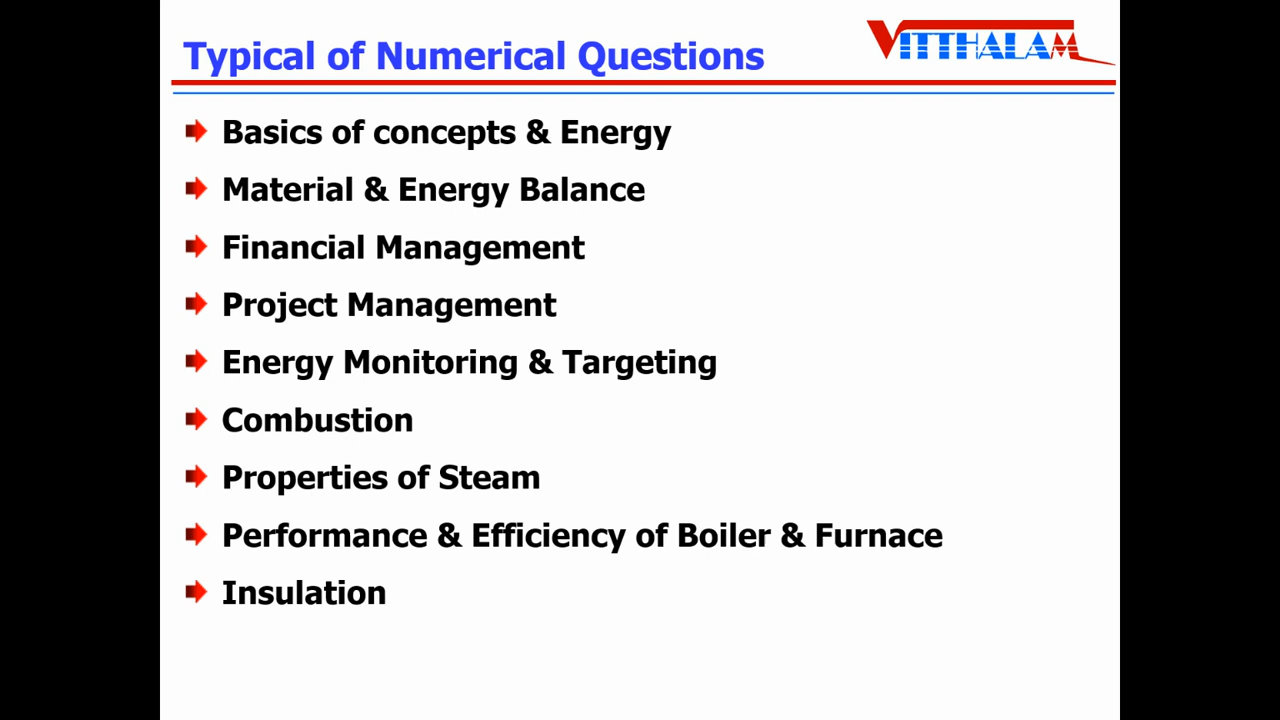 Typical of Numerical Questions
VITTHALAM
Basics of concepts & Energy
Material & Energy Balance
Financial Management
Project Management
Energy Monitoring & Targeting
Combustion
Properties of Steam
Performance & Efficiency of Boiler & Furnace
Insulation